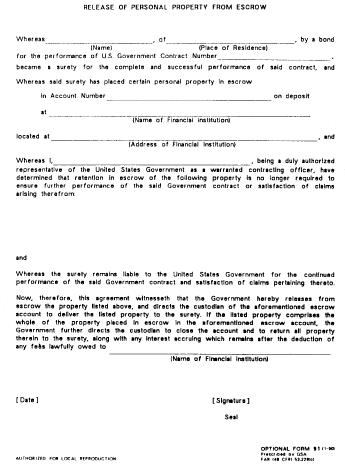 RELEASE OF PERSONAL PROPERTY FROM ESCROW
Whereas , of , by a bond
(Name) (Place of Residence)
for the performance of U.S. Government Contract Number ,
became a surety for the complete and successful performance of said contract, and
Whereas said surety has placed certain personal property in escrow
in Account Number on deposit
at
(Name of Financial Institution)
located at , and
(Address of Financial Institution)
Whereas I, , being a duly authorized
representative of the United States Government as a warranted contracting officer, have
determined that retention in escrow of the following property is no longer required to
ensure further performance of the said Government contract or satisfaction of claims
arising therefrom:
and
Whereas the surety remains liable to the United States Government for the continued
performance of the said Government contract and satisfaction of claims pertaining thereto.
Now, therefore, this agreement witnesseth that the Government hereby releases from
escrow the property listed above, and directs the custodian of the aforementioned escrow
account to deliver the listed property to the surety. If the listed property comprises the
whole of the property placed in escrow in the aforementioned escrow account, the
Government further directs the custodian to close the account and to return all property
therein to the surety, along with any interest accruing which remains after the deduction of
any fees lawfully owed to
(Name of Financial Institution)
[Date] [Signature]
Seal
AUTHORIZED FOR LOCAL REPRODUCTION
OPTIONAL FORM 91 (1-90)
Prescribed by GSA
FAR (48 CFR)